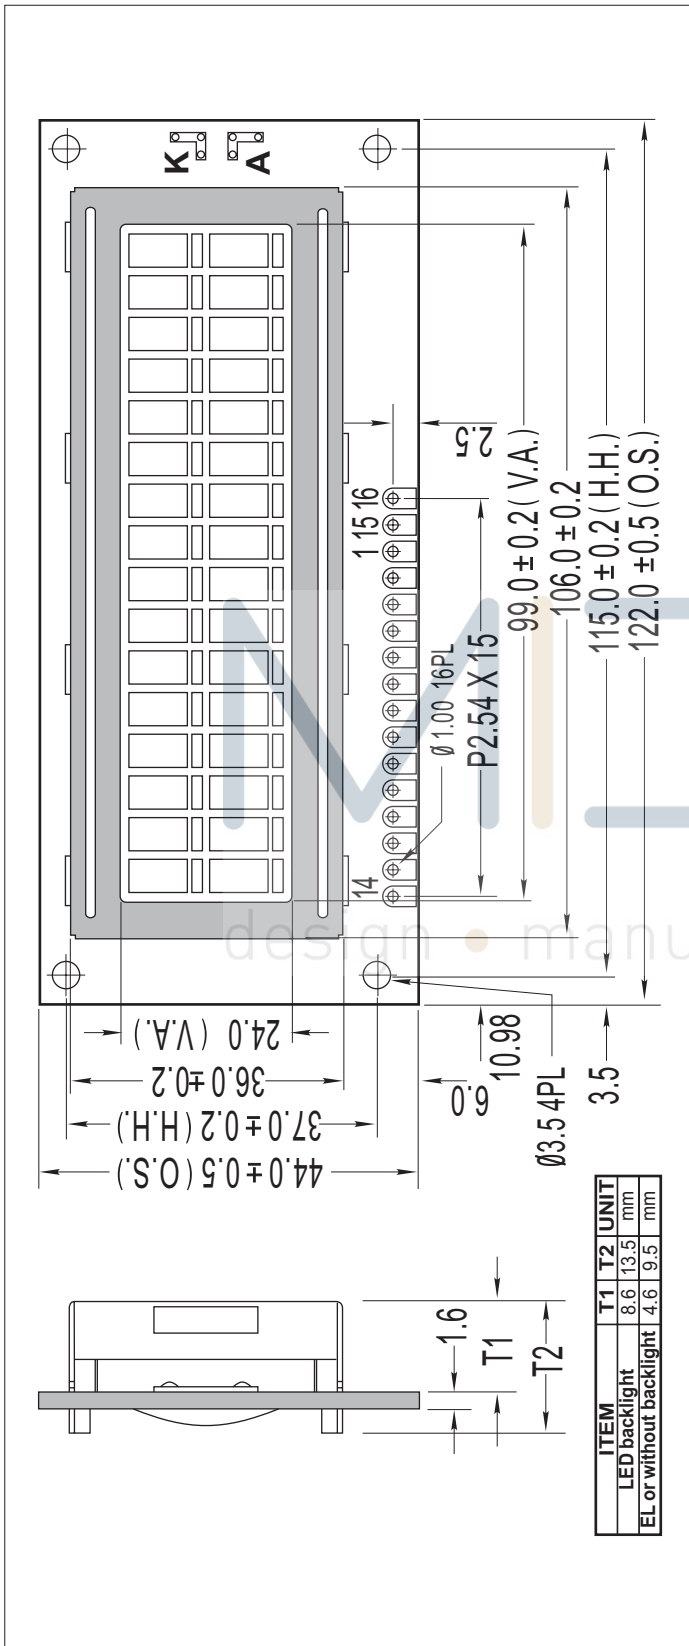 K
A
1 15 16
2.5
14
Ø 1.00 16PL
P2.54 X 15
99.0 ± 0.2 ( V.A.)
106.0 ± 0.2
115.0 ± 0.2 ( H.H.)
122.0 ±0.5 ( O.S.)
24.0 ( V.A. )
36.0 ±0.2
37.0 ± 0.2 ( H.H. )
44.0 ± 0.5 ( O.S. )
6.0
10.98
Ø3.5 4PL
3.5
design • manu
1.6
T1
T2
ITEM T1 T2 UNIT
LED backlight 8.6 13.5 mm
EL or without backlight 4.6 9.5 mm